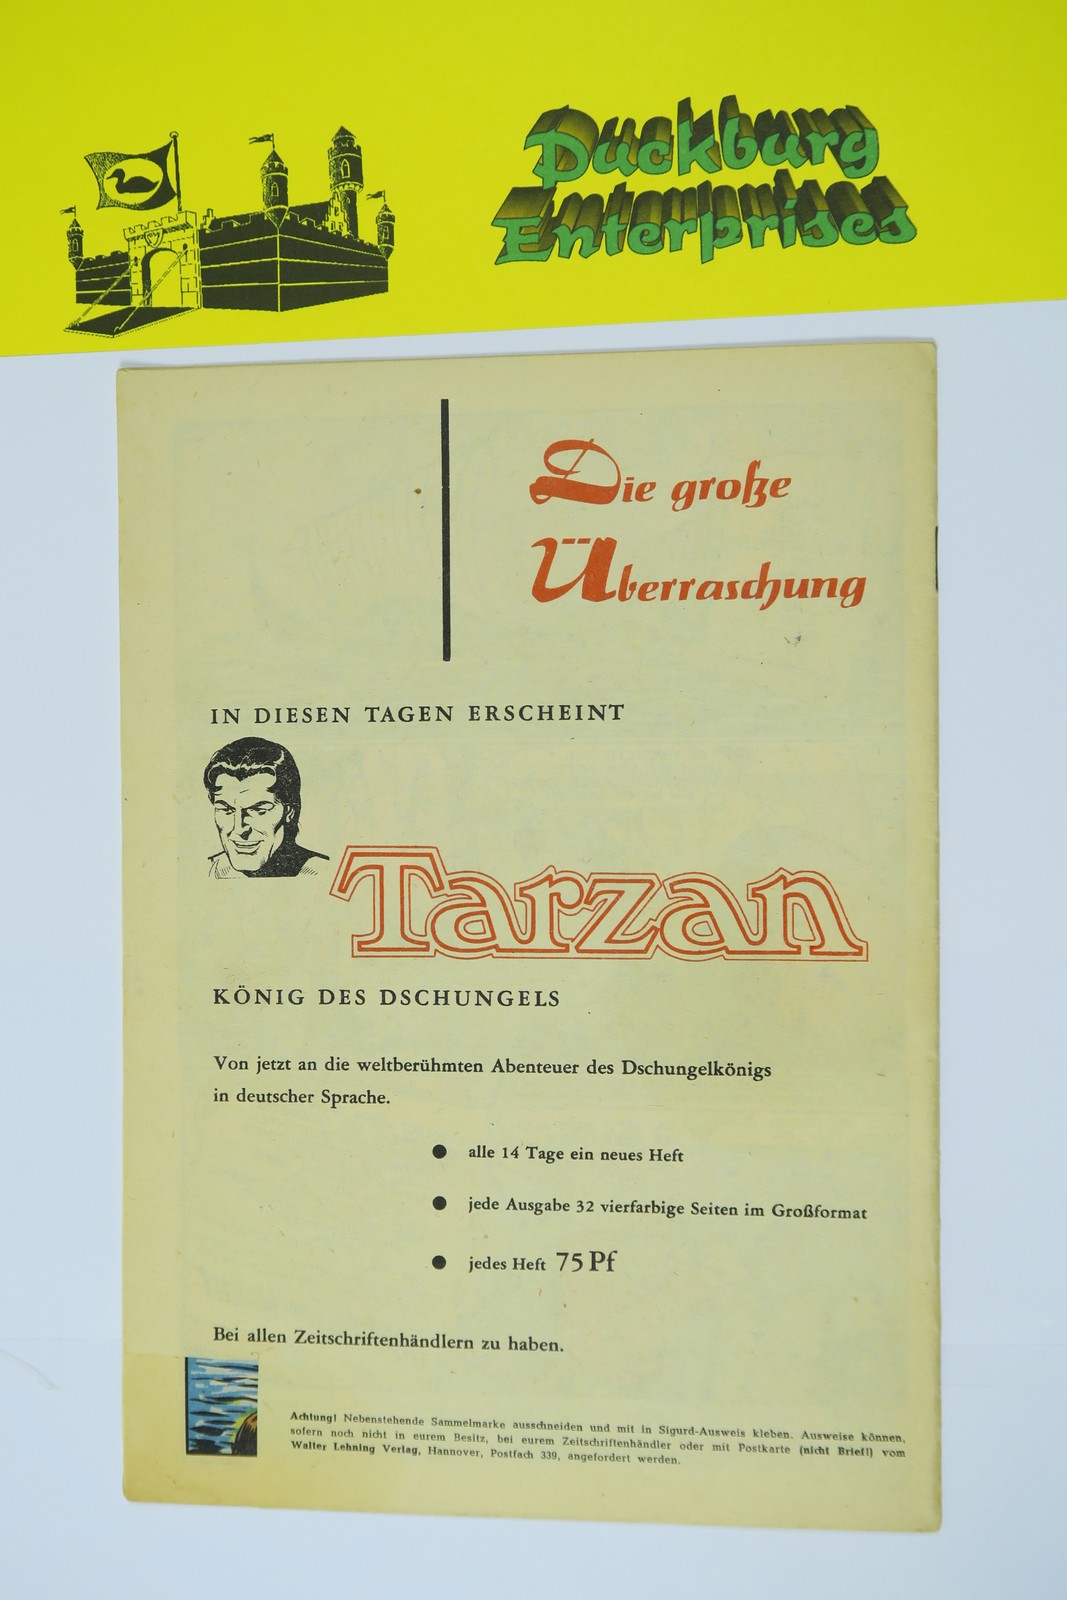 Duckburg
Enterprises
Die große
Überraschung
IN DIESEN TAGEN ERSCHEINT
Tarzan
KÖNIG DES DSCHUNGELS
Von jetzt an die weltberühmten Abenteuer des Dschungelkönigs
in deutscher Sprache.
● alle 14 Tage ein neues Heft
● jede Ausgabe 32 vierfarbige Seiten im Großformat
● jedes Heft 75 Pf
Bei allen Zeitschriftenhändlern zu haben.
Achtung! Nebenstehende Sammelmarke ausschneiden und mit in Sigurd-Ausweis kleben. Ausweise können,
sofern noch nicht in eurem Besitz, bei eurem Zeitschriftenhändler oder mit Postkarte (nicht Brief!) vom
Walter Lehning Verlag, Hannover, Postfach 339, angefordert werden.